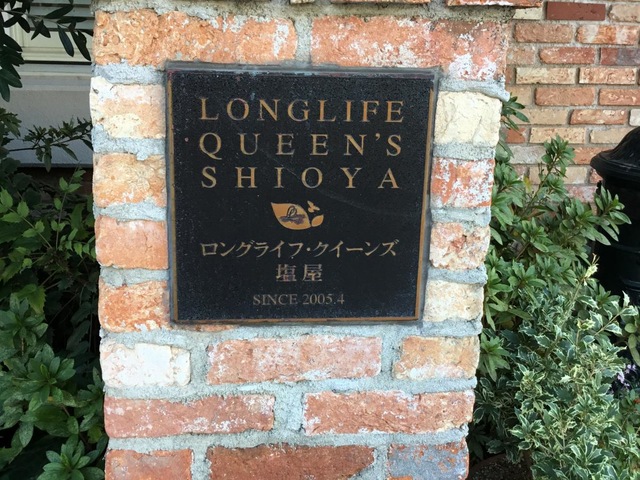 LONGLIFE
QUEEN'S
SHIOYA
ロングライフ・クイーンズ
塩屋
SINCE 2005.4